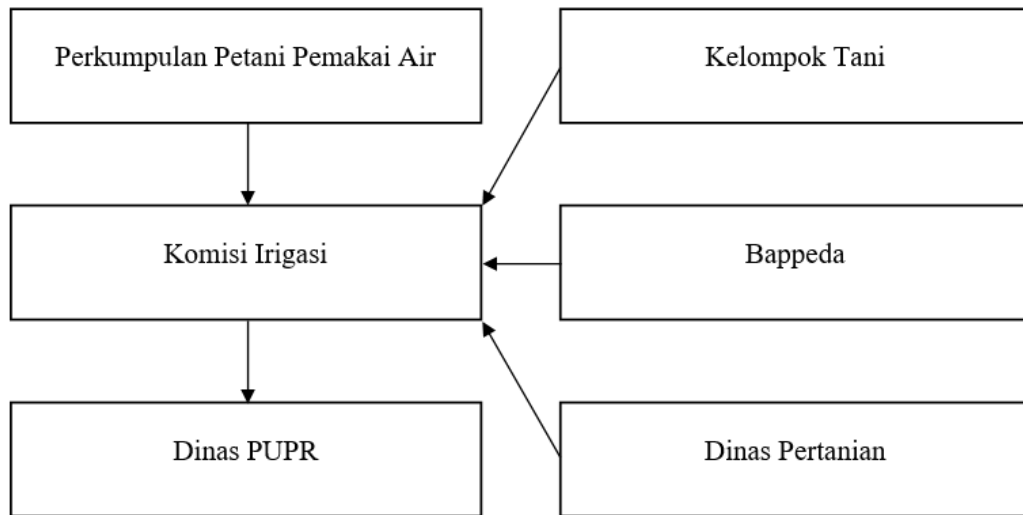 Perkumpulan Petani Pemakai Air
Kelompok Tani
Komisi Irigasi
Bappeda
Dinas PUPR
Dinas Pertanian